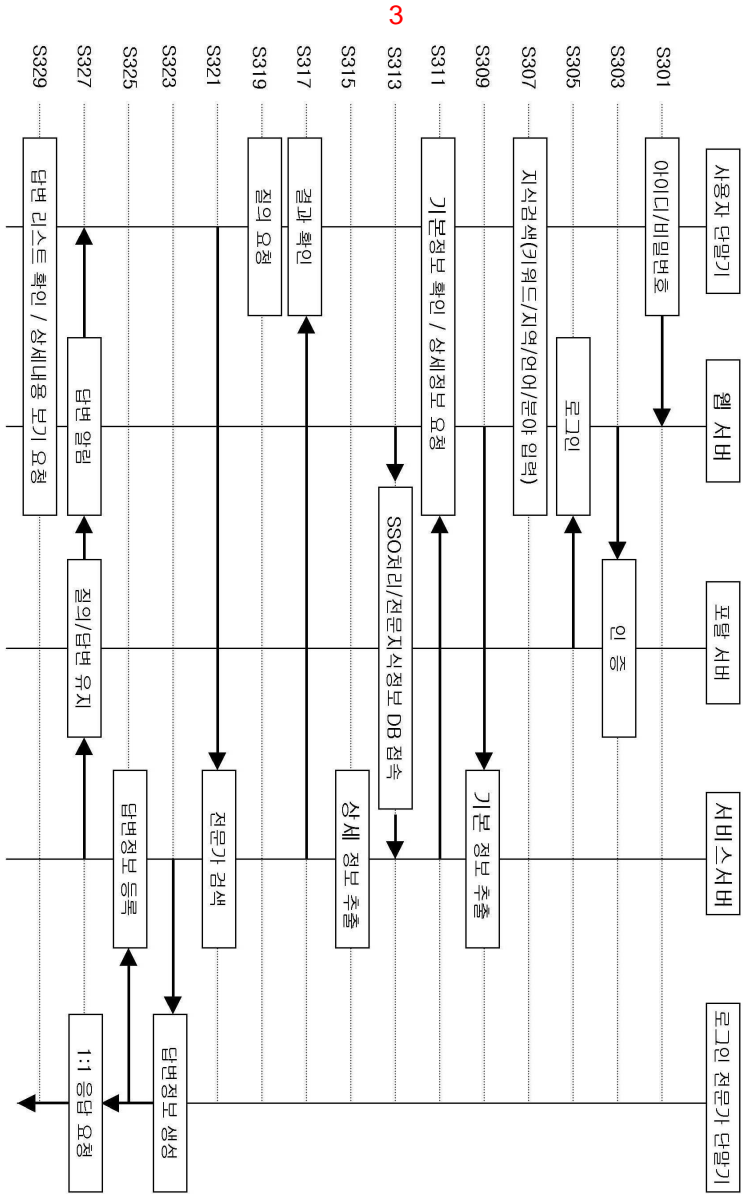 3
사용자 단말기
웹 서버
포탈 서버
서비스서버
로그인 전문가 단말기
S301
아이디/비밀번호
S303
인 증
S305
로그인
S307
지식검색(키워드/지역/언어/분야 입력)
S309
기본 정보 추출
S311
기본정보 확인 / 상세정보 요청
S313
SSO처리/전문지식정보 DB 접속
S315
상세 정보 추출
S317
결과 확인
S319
질의 요청
S321
전문가 검색
S323
답변정보 생성
S325
답변정보 등록
S327
답변 알림
질의/답변 유지
1:1 응답 요청
S329
답변 리스트 확인 / 상세내용 보기 요청